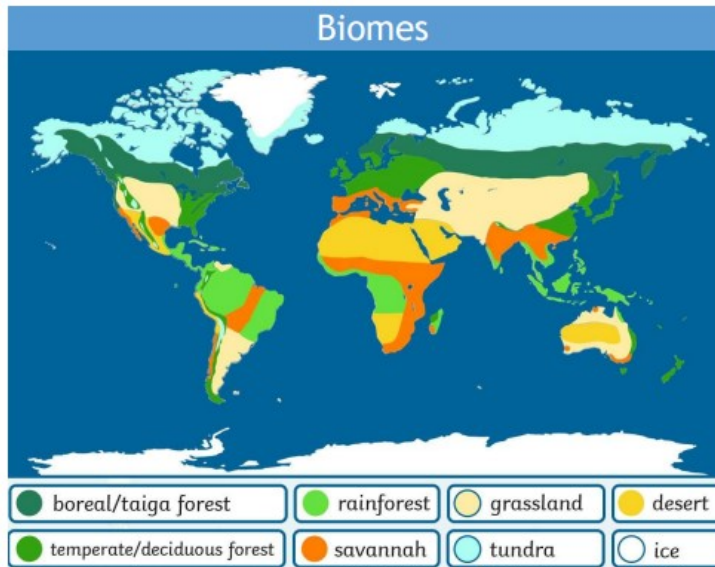 Biomes
boreal/taiga forest
rainforest
grassland
desert
temperate/deciduous forest
savannah
tundra
ice